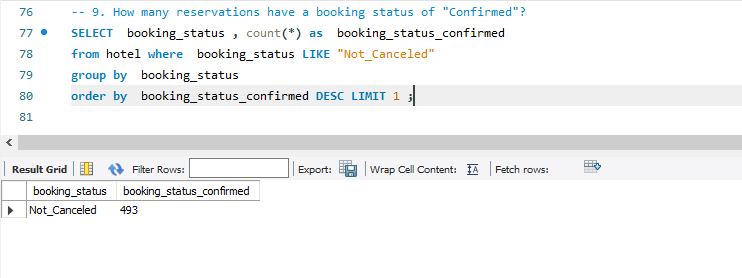 76 -- 9. How many reservations have a booking status of "Confirmed"?
77 SELECT booking_status , count(*) as booking_status_confirmed
78 from hotel where booking_status LIKE "Not_Canceled"
79 group by booking_status
80 order by booking_status_confirmed DESC LIMIT 1 ;
81
Result Grid Filter Rows: Export: Wrap Cell Content: Fetch rows:
booking_status booking_status_confirmed
Not_Canceled 493